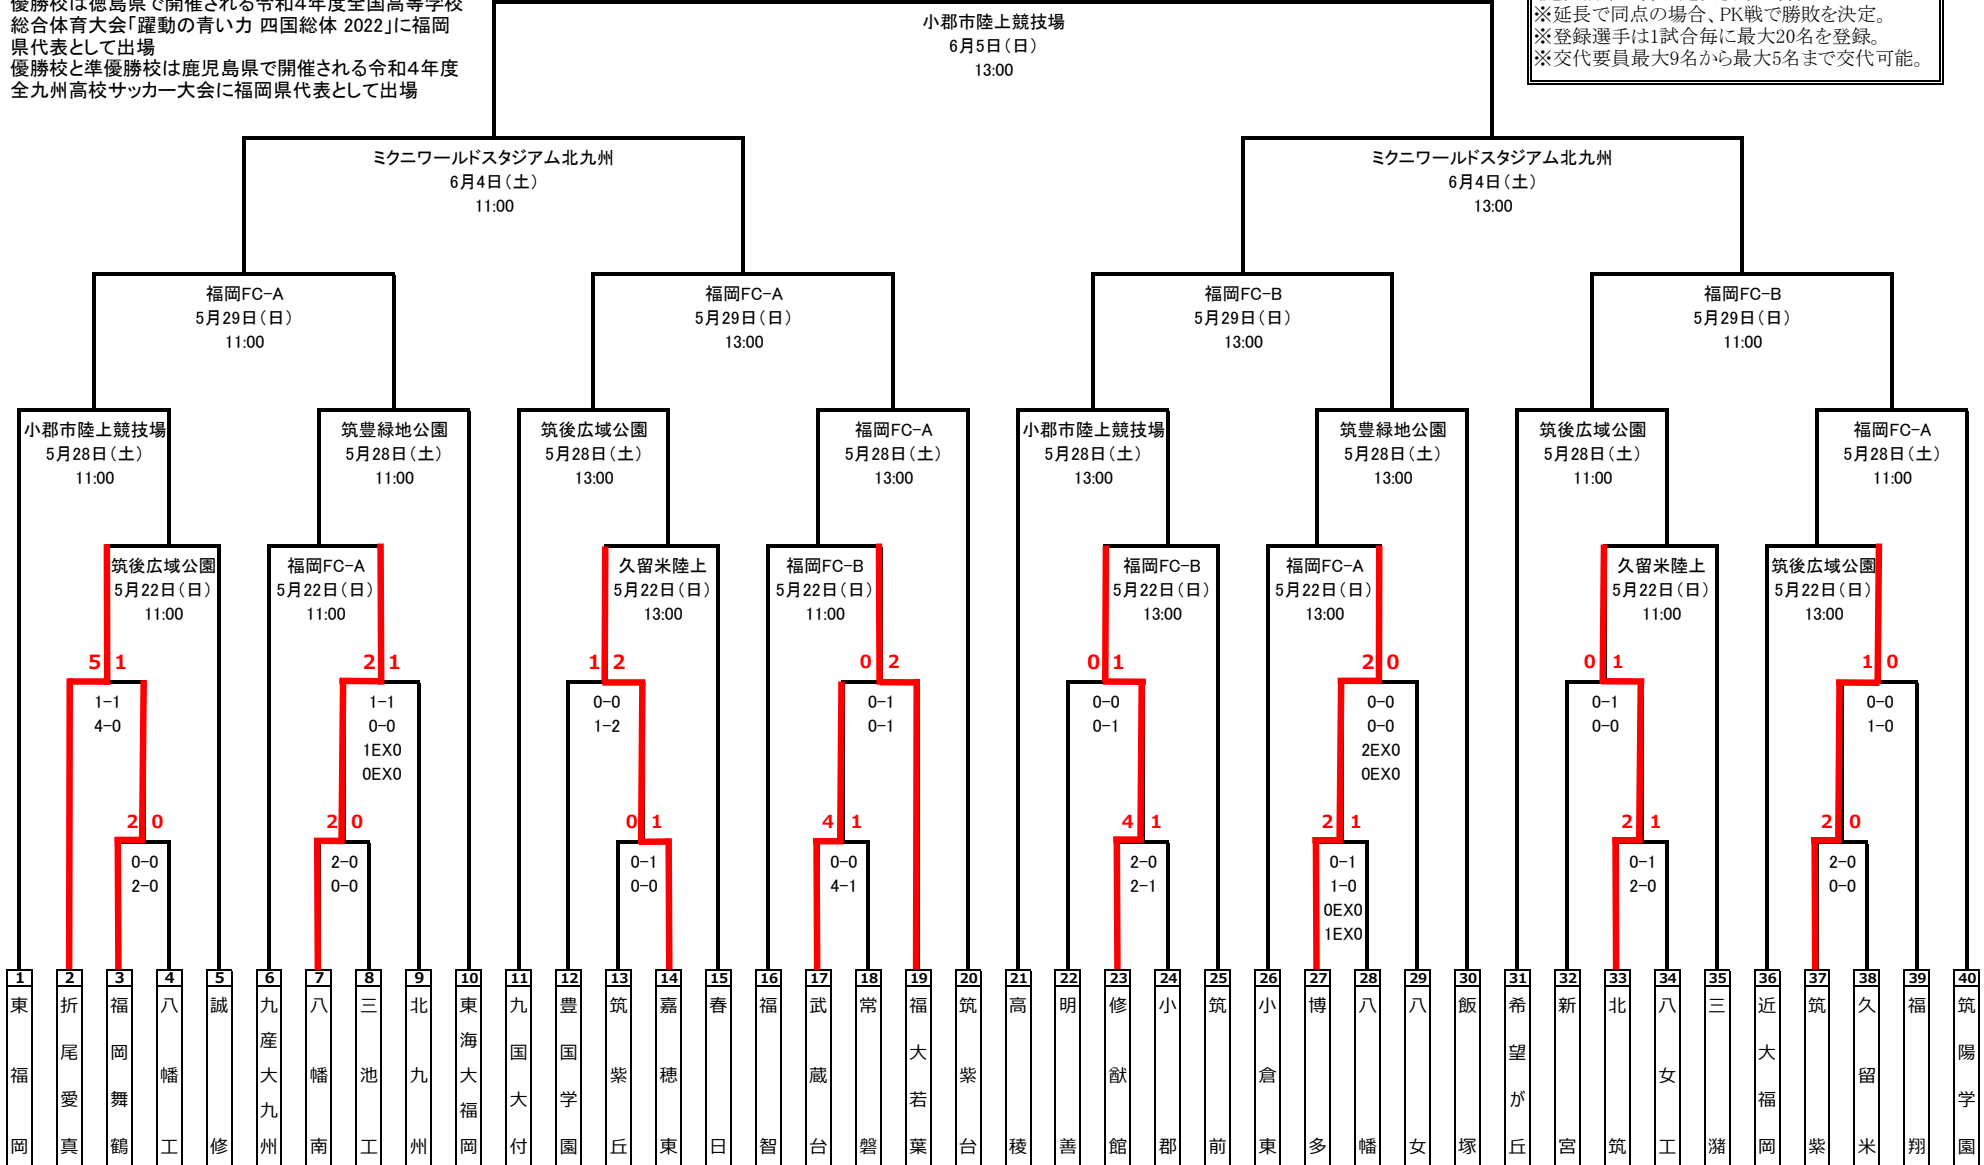 優勝校は徳島県で開催される令和４年度全国高等学校
総合体育大会「躍動の青い力 四国総体 2022」に福岡
県代表として出場
優勝校と準優勝校は鹿児島県で開催される令和４年度
全九州高校サッカー大会に福岡県代表として出場
※延長で同点の場合、PK戦で勝敗を決定。
※登録選手は1試合毎に最大20名を登録。
※交代要員最大9名から最大5名まで交代可能。
小郡市陸上競技場
6月5日（日）
13:00
ミクニワールドスタジアム北九州
6月4日（土）
11:00
ミクニワールドスタジアム北九州
6月4日（土）
13:00
福岡FC-A
5月29日（日）
11:00
福岡FC-A
5月29日（日）
13:00
福岡FC-B
5月29日（日）
13:00
福岡FC-B
5月29日（日）
11:00
小郡市陸上競技場
5月28日（土）
11:00
筑豊緑地公園
5月28日（土）
11:00
筑後広域公園
5月28日（土）
13:00
福岡FC-A
5月28日（土）
13:00
小郡市陸上競技場
5月28日（土）
13:00
筑豊緑地公園
5月28日（土）
13:00
筑後広域公園
5月28日（土）
11:00
福岡FC-A
5月28日（土）
11:00
筑後広域公園
5月22日（日）
11:00
福岡FC-A
5月22日（日）
11:00
久留米陸上
5月22日（日）
13:00
福岡FC-B
5月22日（日）
11:00
福岡FC-B
5月22日（日）
13:00
福岡FC-A
5月22日（日）
13:00
久留米陸上
5月22日（日）
11:00
筑後広域公園
5月22日（日）
13:00
5 1
1-1
4-0
2 1
1-1
0-0
1EX0
0EX0
1 2
0-0
1-2
0 2
0-1
0-1
0 1
0-0
0-1
2 0
0-0
0-0
2EX0
0EX0
0 1
0-1
0-0
1 0
0-0
1-0
2 0
0-0
2-0
2 0
2-0
0-0
0 1
0-1
0-0
4 1
0-0
4-1
4 1
2-0
2-1
2 1
0-1
1-0
0EX0
1EX0
2 1
0-1
2-0
2 0
2-0
0-0
1 東福岡
2 折尾愛真
3 福岡舞鶴
4 八幡工
5 誠修
6 九産大九州
7 八幡南
8 三池工
9 北九州
10 東海大福岡
11 九国大付
12 豊国学園
13 筑紫丘
14 嘉穂東
15 春日
16 福智
17 武蔵台
18 常磐
19 福大若葉
20 筑紫台
21 高稜
22 明善
23 修猷館
24 小郡
25 筑前
26 小倉東
27 博多
28 八幡
29 八女
30 飯塚
31 希望が丘
32 新宮
33 北筑
34 八女工
35 三潴
36 近大福岡
37 筑紫
38 久留米
39 福翔
40 筑陽学園